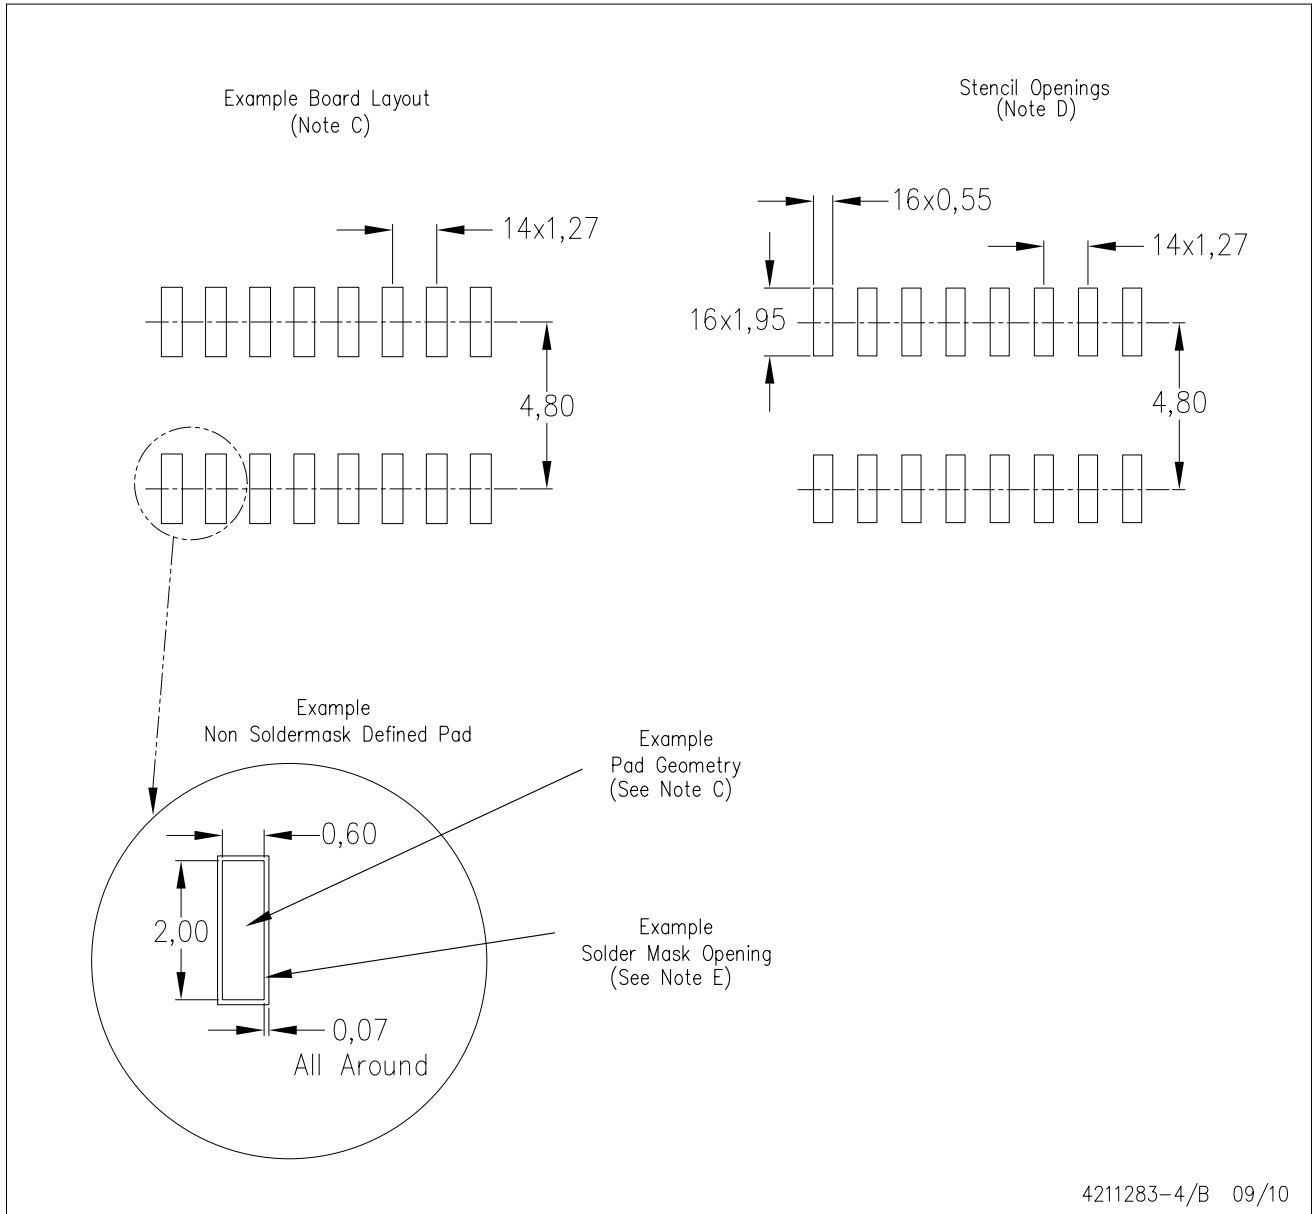 Example Board Layout
(Note C)
Stencil Openings
(Note D)
14x1,27
4,80
16x0,55
14x1,27
16x1,95
4,80
Example
Non Soldermask Defined Pad
Example
Pad Geometry
(See Note C)
0,60
2,00
Example
Solder Mask Opening
(See Note E)
0,07
All Around
4211283-4/B 09/10